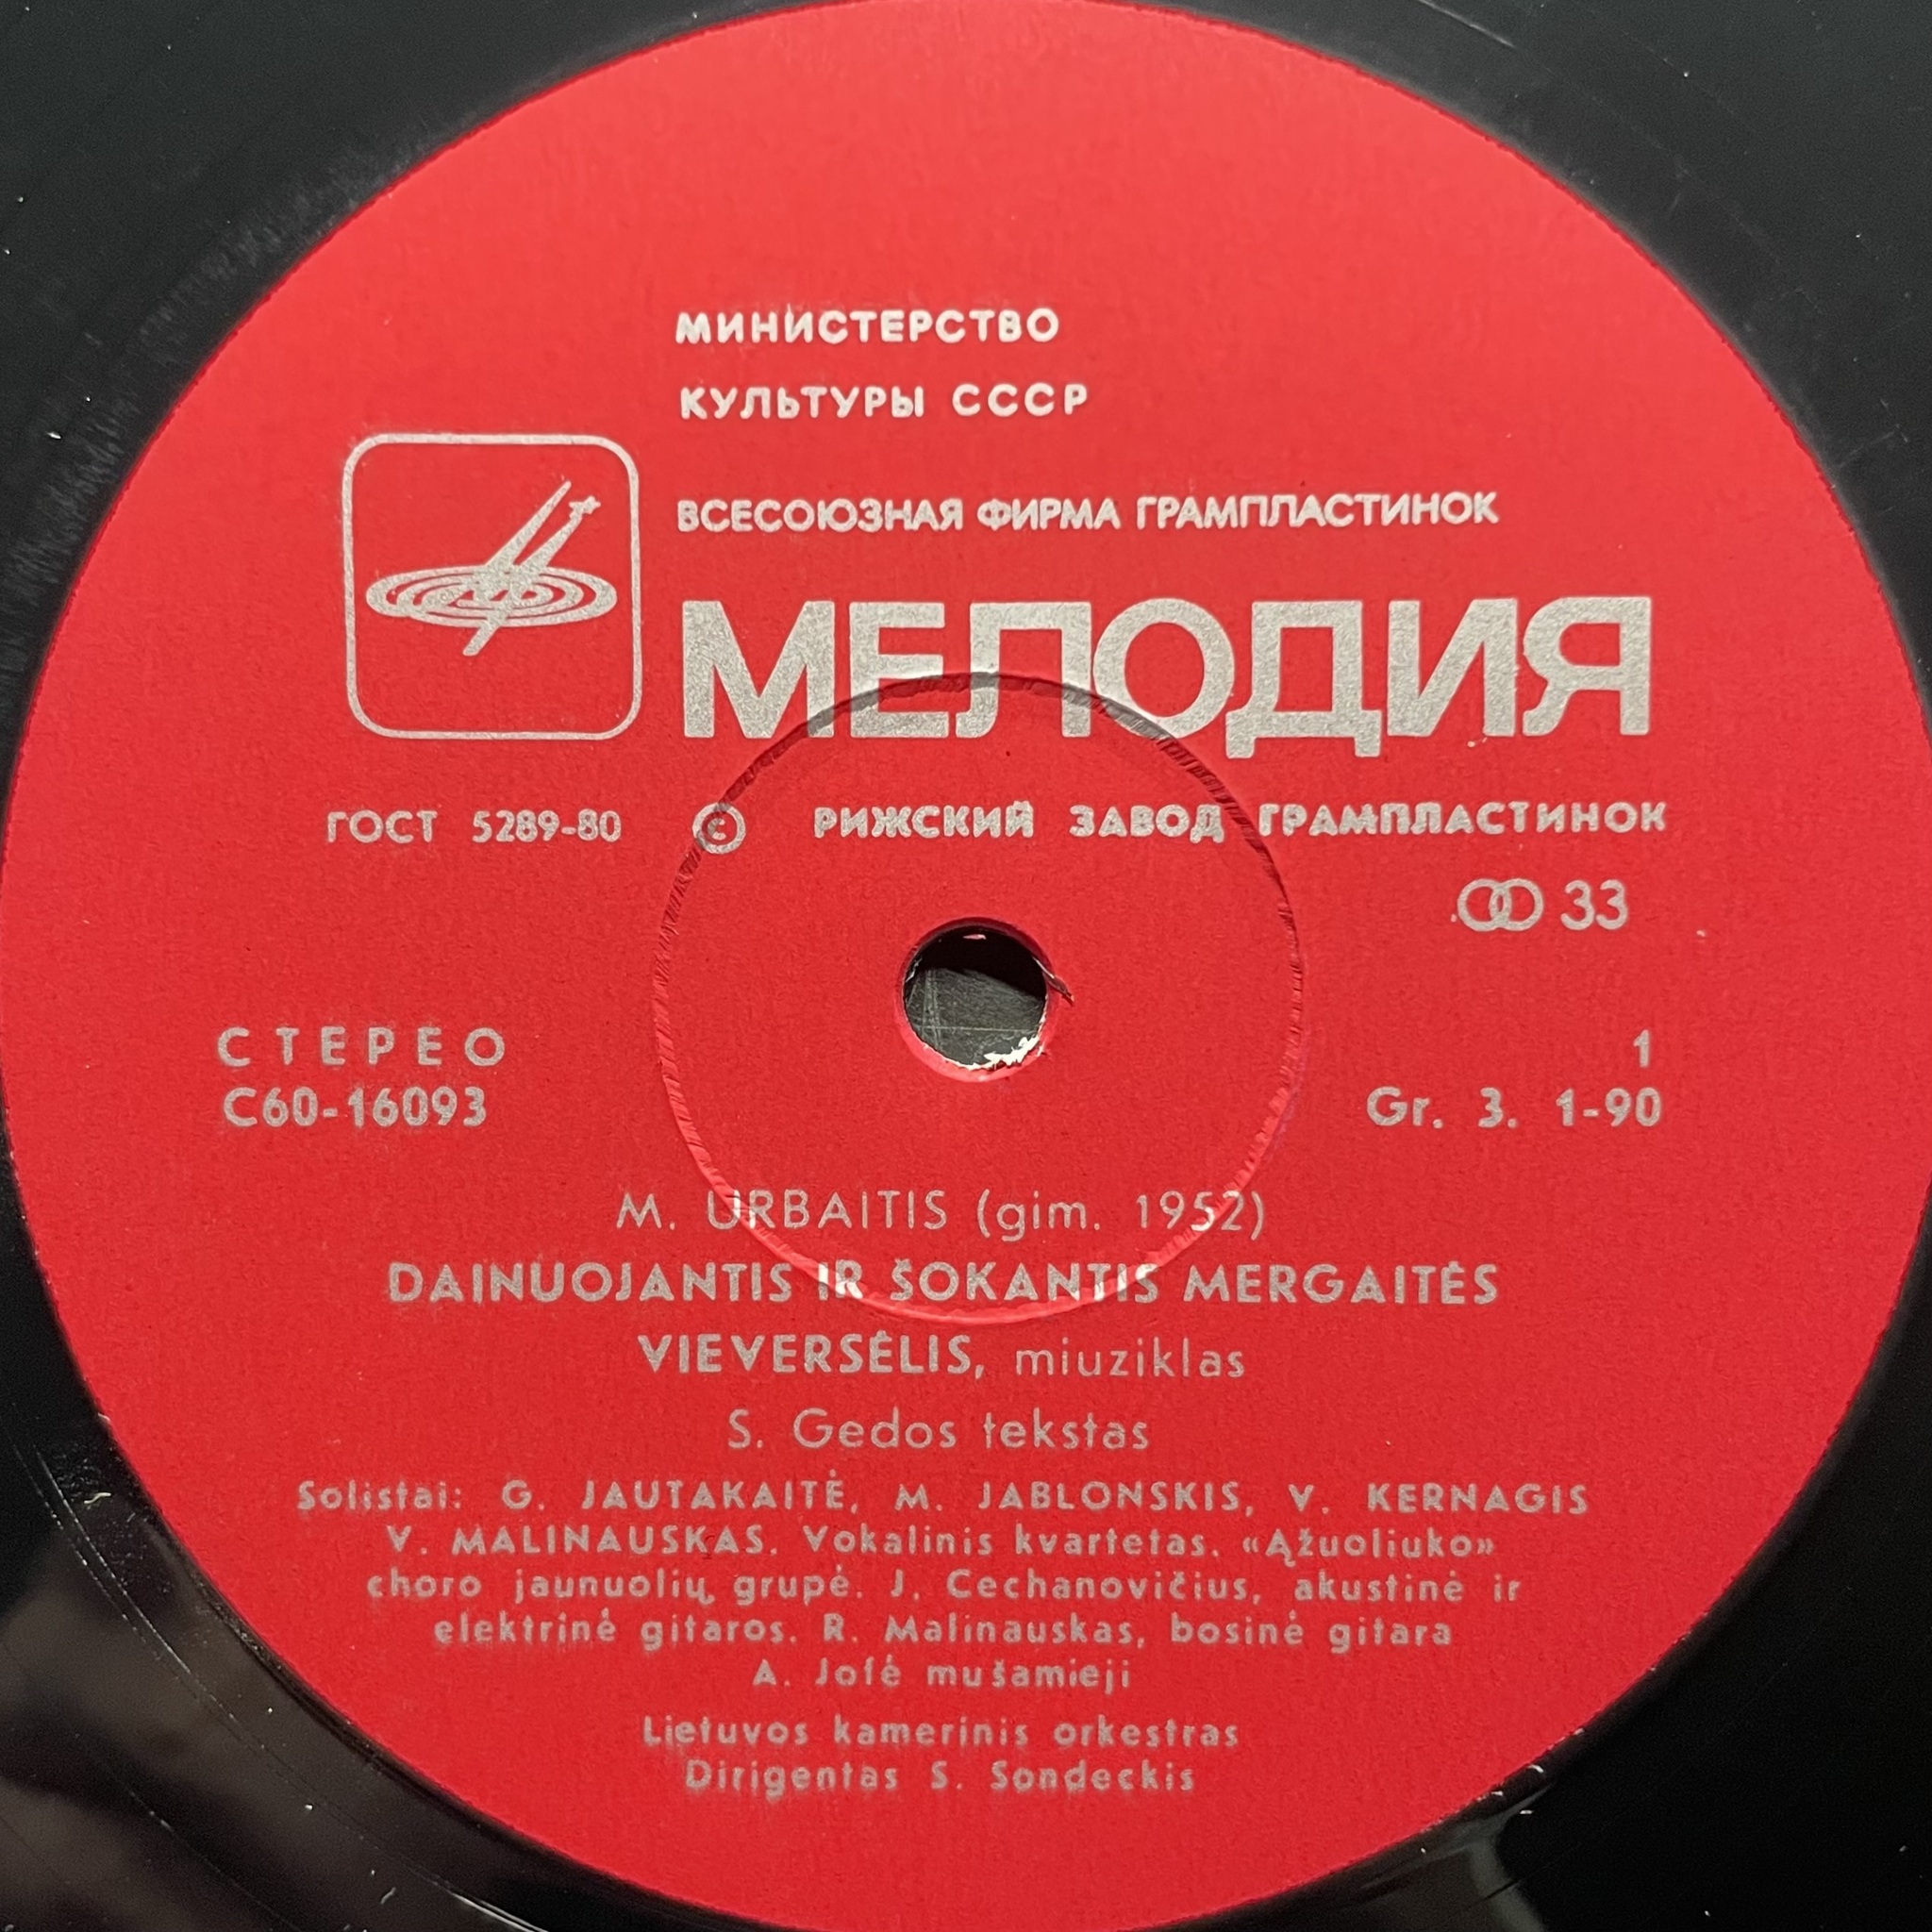 МИНИСТЕРСТВО
КУЛЬТУРЫ СССР
ВСЕСОЮЗНАЯ ФИРМА ГРАМПЛАСТИНОК
МЕЛОДИЯ
ГОСТ 5289-80 © РИЖСКИЙ ЗАВОД ГРАМПЛАСТИНОК
33
СТЕРЕО 1
С60-16093 Gr. 3. 1-90
M. URBAITIS (gim. 1952)
DAINUOJANTIS IR ŠOKANTIS MERGAITĖS
VIEVERSĖLIS, miuziklas
S. Gedos tekstas
Solistai: G. JAUTAKAITĖ, M. JABLONSKIS, V. KERNAGIS
V. MALINAUSKAS. Vokalinis kvartetas. «Ąžuoliuko»
choro jaunuolių grupė. J. Cechanovičius, akustinė ir
elektrinė gitaros. R. Malinauskas, bosinė gitara
A. Jofė mušamieji
Lietuvos kamerinis orkestras
Dirigentas S. Sondeckis